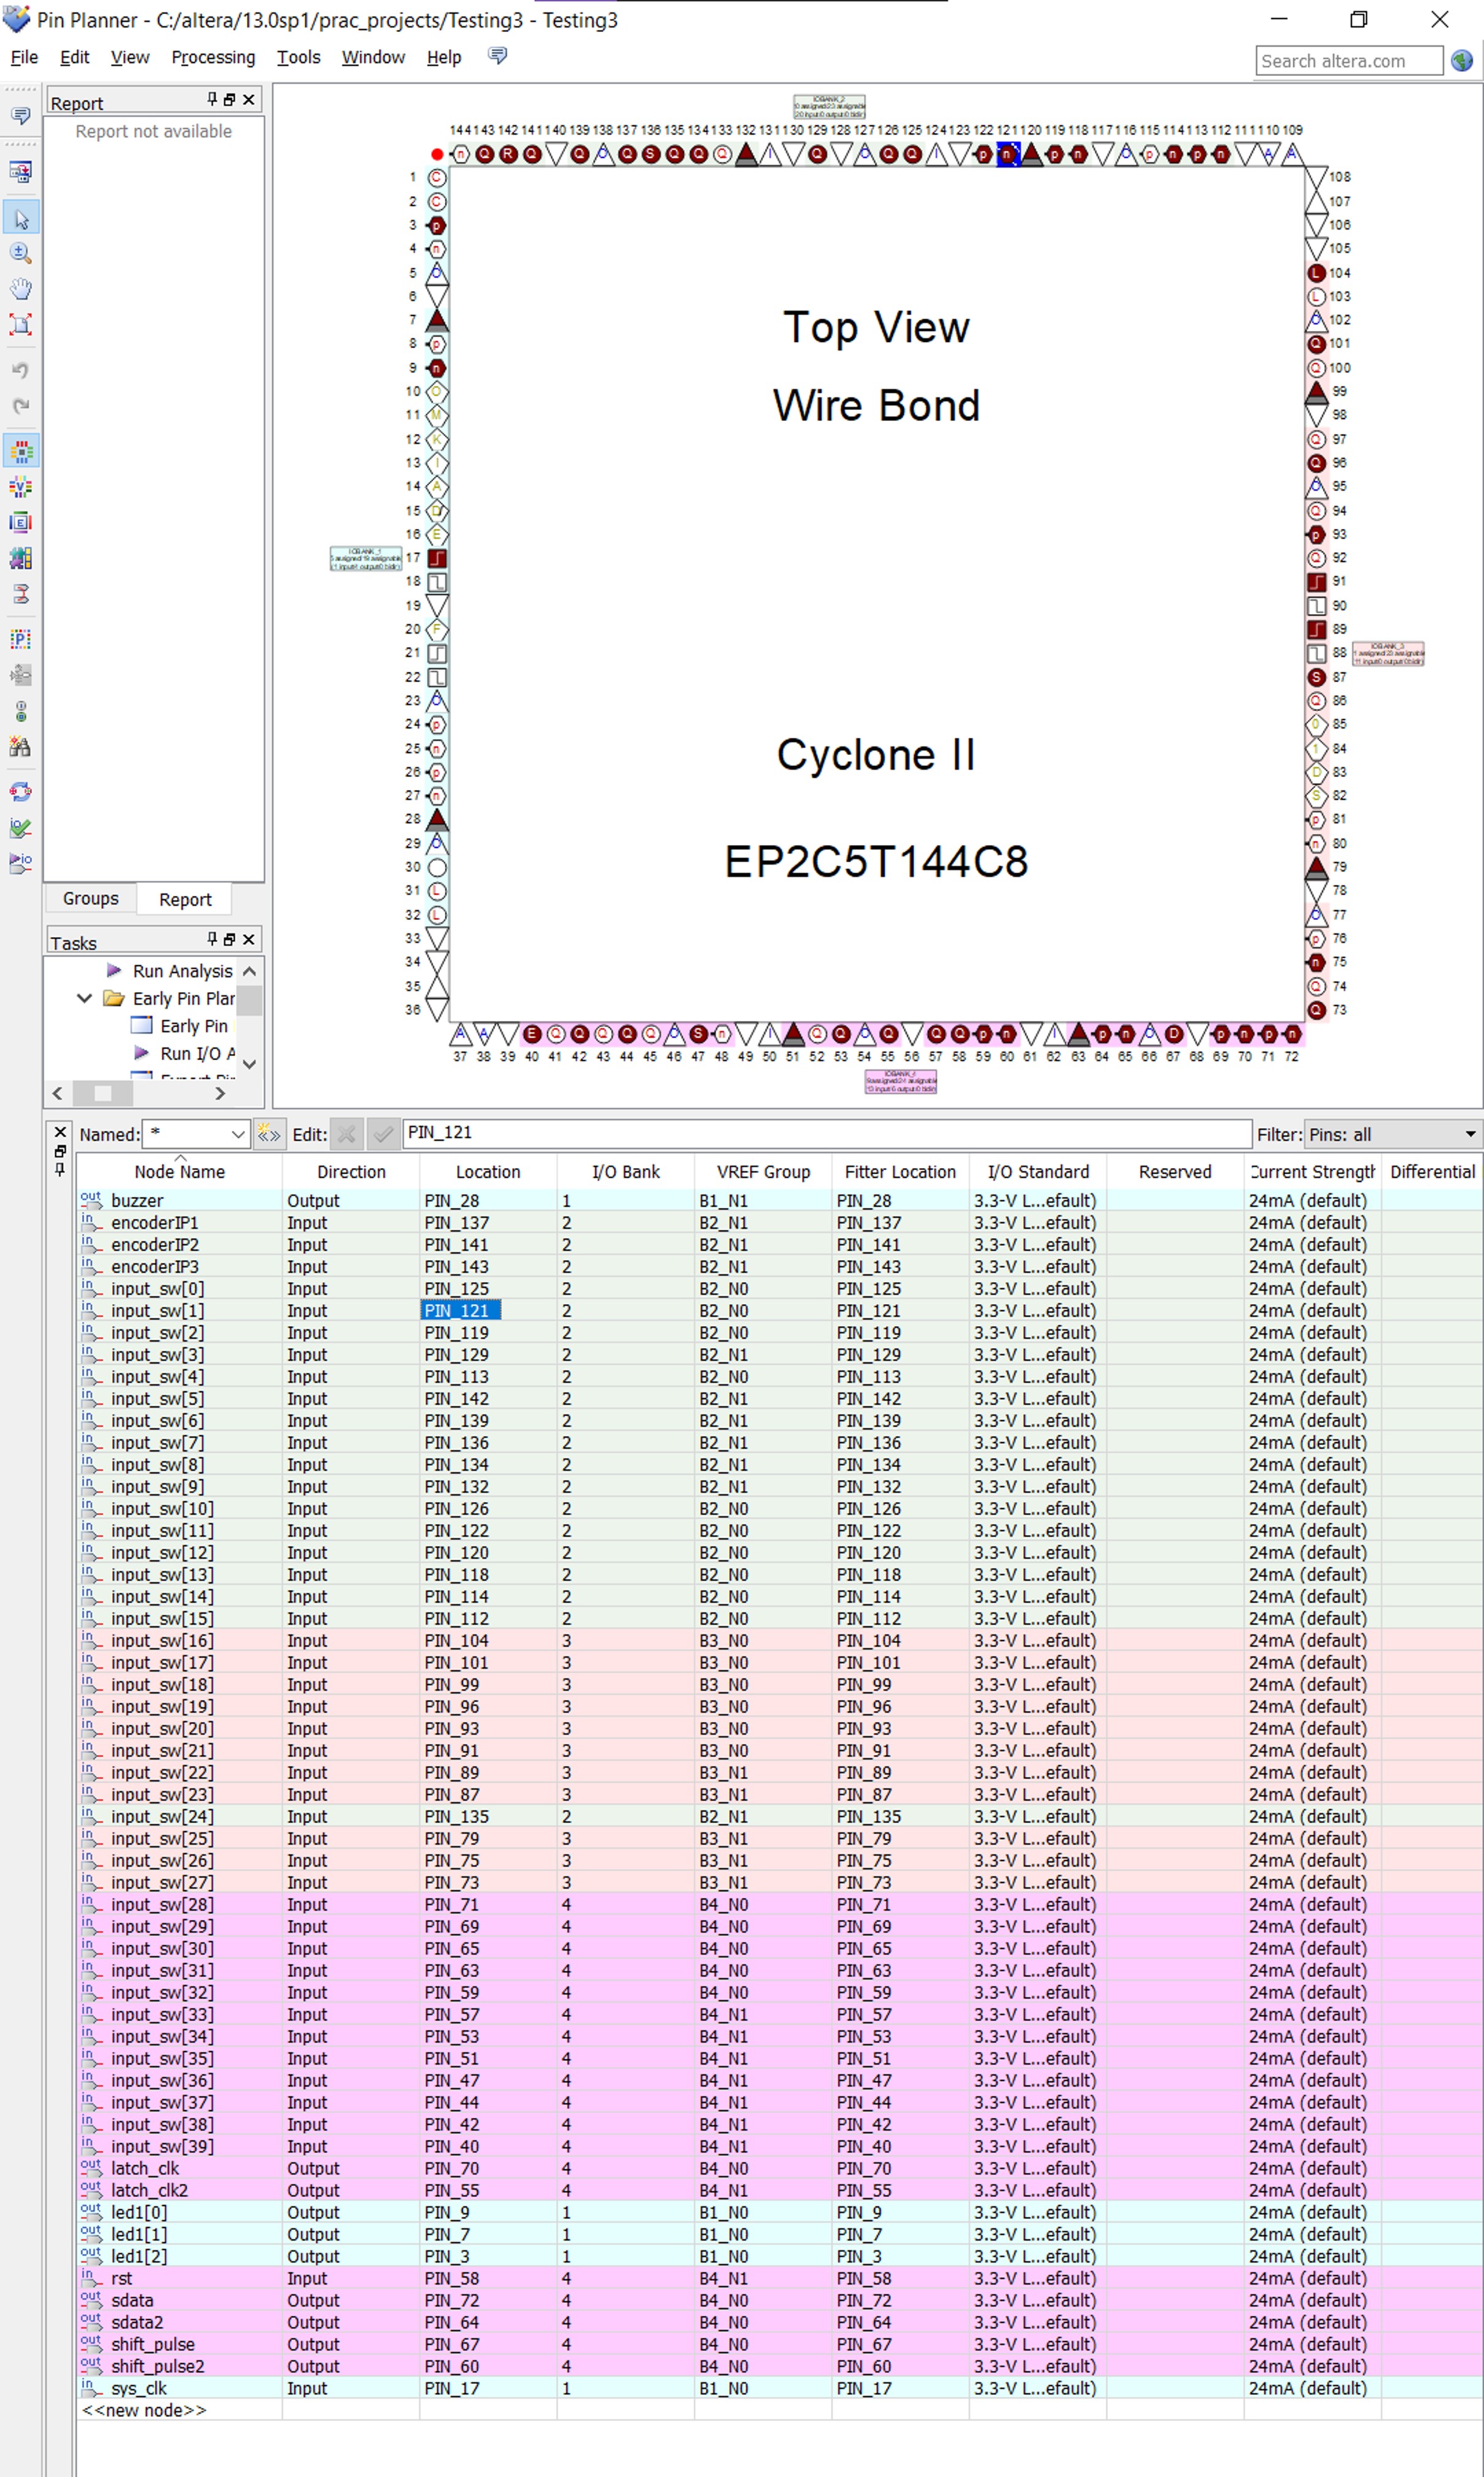 Pin Planner - C:/altera/13.0sp1/prac_projects/Testing3 - Testing3
File Edit View Processing Tools Window Help
Search altera.com
Report
Report not available
Groups Report
Tasks
Run Analysis
Early Pin Plar
Early Pin
Run I/O A
IOBANK_2
144 143 142 141 140 139 138 137 136 135 134 133 132 131 130 129 128 127 126 125 124 123 122 121 120 119 118 117 116 115 114 113 112 111 110 109
1
2
3
4
5
6
7
8
9
10
11
12
13
14
15
16
17
18
19
20
21
22
23
24
25
26
27
28
29
30
31
32
33
34
35
36
IOBANK_1
Top View
Wire Bond
Cyclone II
EP2C5T144C8
108
107
106
105
104
103
102
101
100
99
98
97
96
95
94
93
92
91
90
89
88
87
86
85
84
83
82
81
80
79
78
77
76
75
74
73
IOBANK_3
37 38 39 40 41 42 43 44 45 46 47 48 49 50 51 52 53 54 55 56 57 58 59 60 61 62 63 64 65 66 67 68 69 70 71 72
IOBANK_4
Named: * Edit: PIN_121 Filter: Pins: all
Node Name Direction Location I/O Bank VREF Group Fitter Location I/O Standard Reserved Current Strength Differential
buzzer Output PIN_28 1 B1_N1 PIN_28 3.3-V L...efault) 24mA (default)
encoderIP1 Input PIN_137 2 B2_N1 PIN_137 3.3-V L...efault) 24mA (default)
encoderIP2 Input PIN_141 2 B2_N1 PIN_141 3.3-V L...efault) 24mA (default)
encoderIP3 Input PIN_143 2 B2_N1 PIN_143 3.3-V L...efault) 24mA (default)
input_sw[0] Input PIN_125 2 B2_N0 PIN_125 3.3-V L...efault) 24mA (default)
input_sw[1] Input PIN_121 2 B2_N0 PIN_121 3.3-V L...efault) 24mA (default)
input_sw[2] Input PIN_119 2 B2_N0 PIN_119 3.3-V L...efault) 24mA (default)
input_sw[3] Input PIN_129 2 B2_N1 PIN_129 3.3-V L...efault) 24mA (default)
input_sw[4] Input PIN_113 2 B2_N0 PIN_113 3.3-V L...efault) 24mA (default)
input_sw[5] Input PIN_142 2 B2_N1 PIN_142 3.3-V L...efault) 24mA (default)
input_sw[6] Input PIN_139 2 B2_N1 PIN_139 3.3-V L...efault) 24mA (default)
input_sw[7] Input PIN_136 2 B2_N1 PIN_136 3.3-V L...efault) 24mA (default)
input_sw[8] Input PIN_134 2 B2_N1 PIN_134 3.3-V L...efault) 24mA (default)
input_sw[9] Input PIN_132 2 B2_N1 PIN_132 3.3-V L...efault) 24mA (default)
input_sw[10] Input PIN_126 2 B2_N0 PIN_126 3.3-V L...efault) 24mA (default)
input_sw[11] Input PIN_122 2 B2_N0 PIN_122 3.3-V L...efault) 24mA (default)
input_sw[12] Input PIN_120 2 B2_N0 PIN_120 3.3-V L...efault) 24mA (default)
input_sw[13] Input PIN_118 2 B2_N0 PIN_118 3.3-V L...efault) 24mA (default)
input_sw[14] Input PIN_114 2 B2_N0 PIN_114 3.3-V L...efault) 24mA (default)
input_sw[15] Input PIN_112 2 B2_N0 PIN_112 3.3-V L...efault) 24mA (default)
input_sw[16] Input PIN_104 3 B3_N0 PIN_104 3.3-V L...efault) 24mA (default)
input_sw[17] Input PIN_101 3 B3_N0 PIN_101 3.3-V L...efault) 24mA (default)
input_sw[18] Input PIN_99 3 B3_N0 PIN_99 3.3-V L...efault) 24mA (default)
input_sw[19] Input PIN_96 3 B3_N0 PIN_96 3.3-V L...efault) 24mA (default)
input_sw[20] Input PIN_93 3 B3_N0 PIN_93 3.3-V L...efault) 24mA (default)
input_sw[21] Input PIN_91 3 B3_N0 PIN_91 3.3-V L...efault) 24mA (default)
input_sw[22] Input PIN_89 3 B3_N1 PIN_89 3.3-V L...efault) 24mA (default)
input_sw[23] Input PIN_87 3 B3_N1 PIN_87 3.3-V L...efault) 24mA (default)
input_sw[24] Input PIN_135 2 B2_N1 PIN_135 3.3-V L...efault) 24mA (default)
input_sw[25] Input PIN_79 3 B3_N1 PIN_79 3.3-V L...efault) 24mA (default)
input_sw[26] Input PIN_75 3 B3_N1 PIN_75 3.3-V L...efault) 24mA (default)
input_sw[27] Input PIN_73 3 B3_N1 PIN_73 3.3-V L...efault) 24mA (default)
input_sw[28] Input PIN_71 4 B4_N0 PIN_71 3.3-V L...efault) 24mA (default)
input_sw[29] Input PIN_69 4 B4_N0 PIN_69 3.3-V L...efault) 24mA (default)
input_sw[30] Input PIN_65 4 B4_N0 PIN_65 3.3-V L...efault) 24mA (default)
input_sw[31] Input PIN_63 4 B4_N0 PIN_63 3.3-V L...efault) 24mA (default)
input_sw[32] Input PIN_59 4 B4_N0 PIN_59 3.3-V L...efault) 24mA (default)
input_sw[33] Input PIN_57 4 B4_N1 PIN_57 3.3-V L...efault) 24mA (default)
input_sw[34] Input PIN_53 4 B4_N1 PIN_53 3.3-V L...efault) 24mA (default)
input_sw[35] Input PIN_51 4 B4_N1 PIN_51 3.3-V L...efault) 24mA (default)
input_sw[36] Input PIN_47 4 B4_N1 PIN_47 3.3-V L...efault) 24mA (default)
input_sw[37] Input PIN_44 4 B4_N1 PIN_44 3.3-V L...efault) 24mA (default)
input_sw[38] Input PIN_42 4 B4_N1 PIN_42 3.3-V L...efault) 24mA (default)
input_sw[39] Input PIN_40 4 B4_N1 PIN_40 3.3-V L...efault) 24mA (default)
latch_clk Output PIN_70 4 B4_N0 PIN_70 3.3-V L...efault) 24mA (default)
latch_clk2 Output PIN_55 4 B4_N1 PIN_55 3.3-V L...efault) 24mA (default)
led1[0] Output PIN_9 1 B1_N0 PIN_9 3.3-V L...efault) 24mA (default)
led1[1] Output PIN_7 1 B1_N0 PIN_7 3.3-V L...efault) 24mA (default)
led1[2] Output PIN_3 1 B1_N0 PIN_3 3.3-V L...efault) 24mA (default)
rst Input PIN_58 4 B4_N1 PIN_58 3.3-V L...efault) 24mA (default)
sdata Output PIN_72 4 B4_N0 PIN_72 3.3-V L...efault) 24mA (default)
sdata2 Output PIN_64 4 B4_N0 PIN_64 3.3-V L...efault) 24mA (default)
shift_pulse Output PIN_67 4 B4_N0 PIN_67 3.3-V L...efault) 24mA (default)
shift_pulse2 Output PIN_60 4 B4_N0 PIN_60 3.3-V L...efault) 24mA (default)
sys_clk Input PIN_17 1 B1_N0 PIN_17 3.3-V L...efault) 24mA (default)
<<new node>>